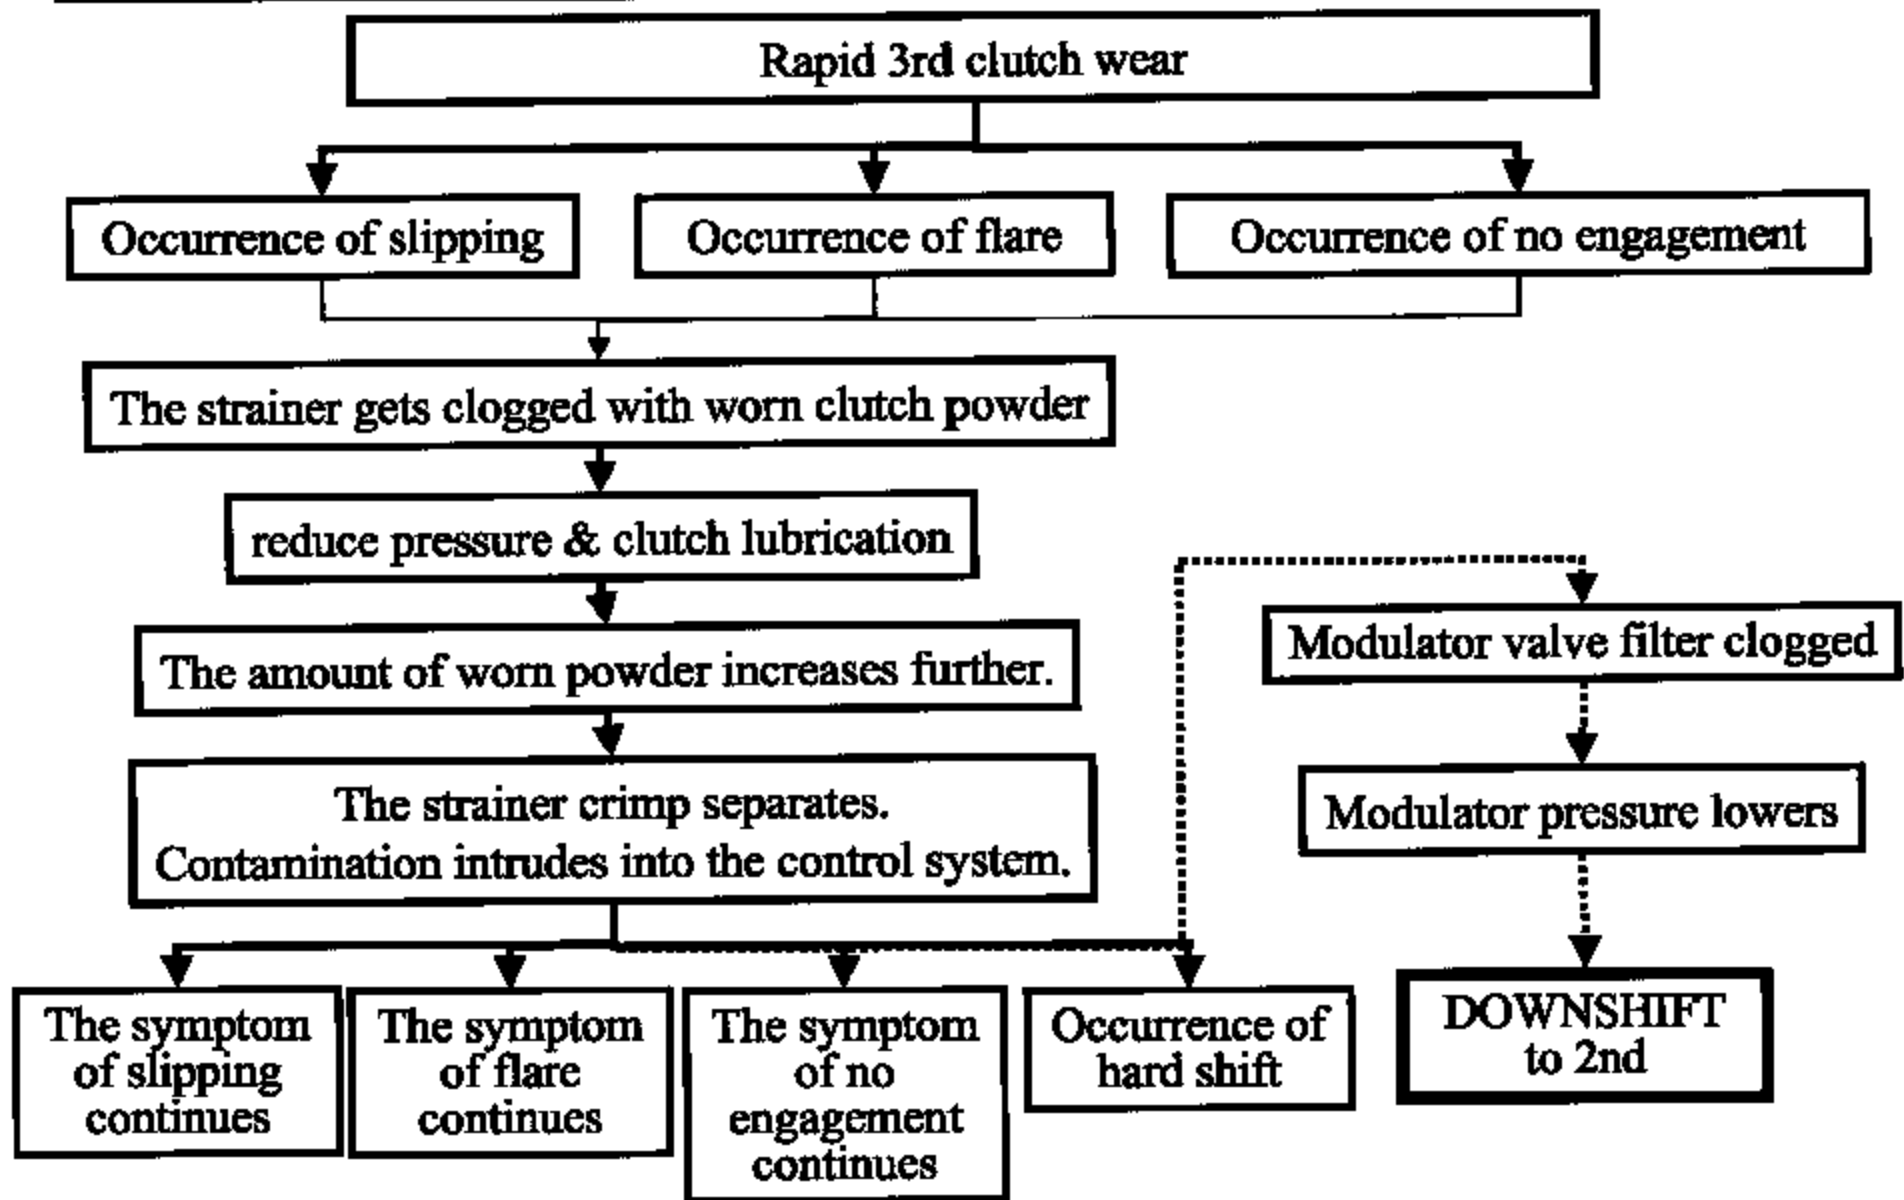 Rapid 3rd clutch wear
Occurrence of slipping
Occurrence of flare
Occurrence of no engagement
The strainer gets clogged with worn clutch powder
reduce pressure & clutch lubrication
The amount of worn powder increases further.
The strainer crimp separates.
Contamination intrudes into the control system.
The symptom
of slipping
continues
The symptom
of flare
continues
The symptom
of no
engagement
continues
Occurrence of
hard shift
Modulator valve filter clogged
Modulator pressure lowers
DOWNSHIFT
to 2nd